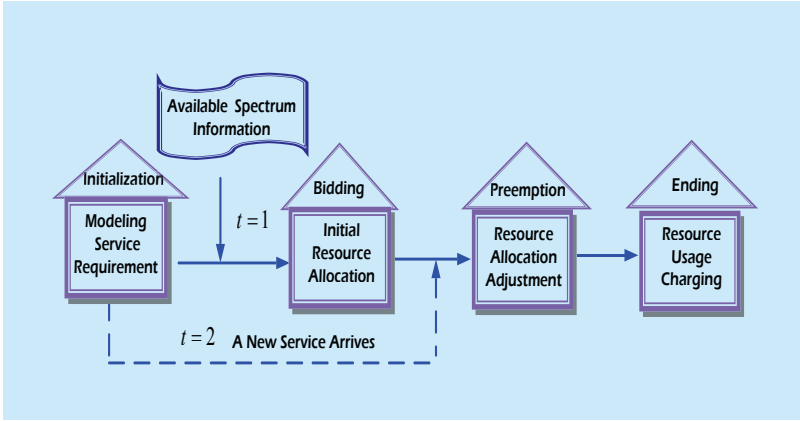 Available Spectrum
Information
Initialization
Modeling
Service
Requirement
t = 1
Bidding
Initial
Resource
Allocation
Preemption
Resource
Allocation
Adjustment
Ending
Resource
Usage
Charging
t = 2 A New Service Arrives